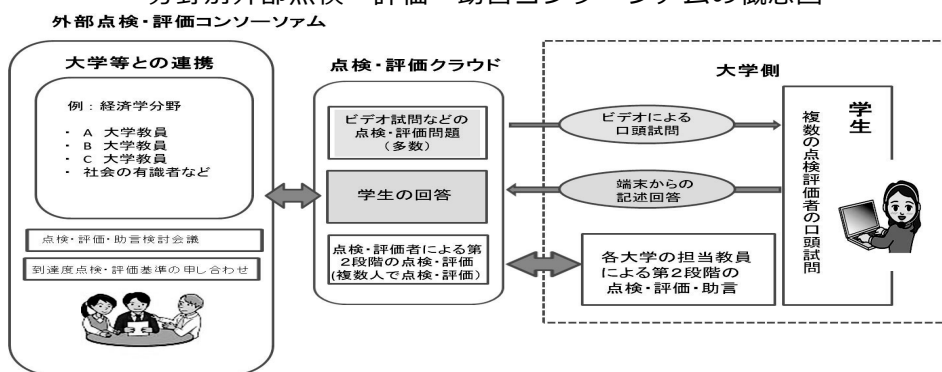 外部点検・評価コンソーソァム
大学等との連携
例：経済学分野
・ A 大学教員
・ B 大学教員
・ C 大学教員
・ 社会の有識者など
点検・評価・助言検討会議
到達度点検・評価基準の申し合わせ
点検・評価クラウド
ビデオ試問などの
点検・評価問題
（多数）
学生の回答
点検・評価者による第
2段階の点検・評価
(複数人で点検・評価）
大学側
ビデオによる
口頭試問
端末からの
記述回答
各大学の担当教員
による第2段階の
点検・評価・助言
学生
複数の点検評価者の口頭試問